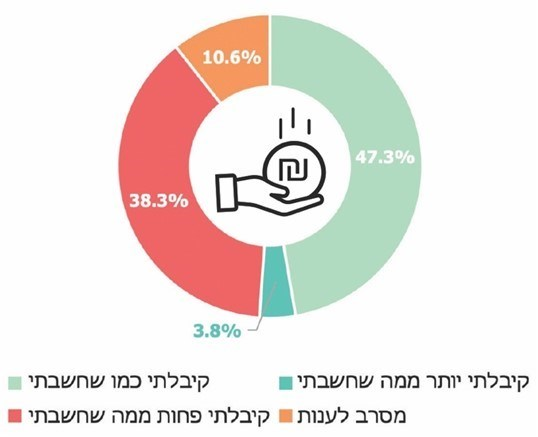 10.6%
47.3%
38.3%
₪
3.8%
קיבלתי יותר ממה שחשבתי
קיבלתי כמו שחשבתי
מסרב לענות
קיבלתי פחות ממה שחשבתי